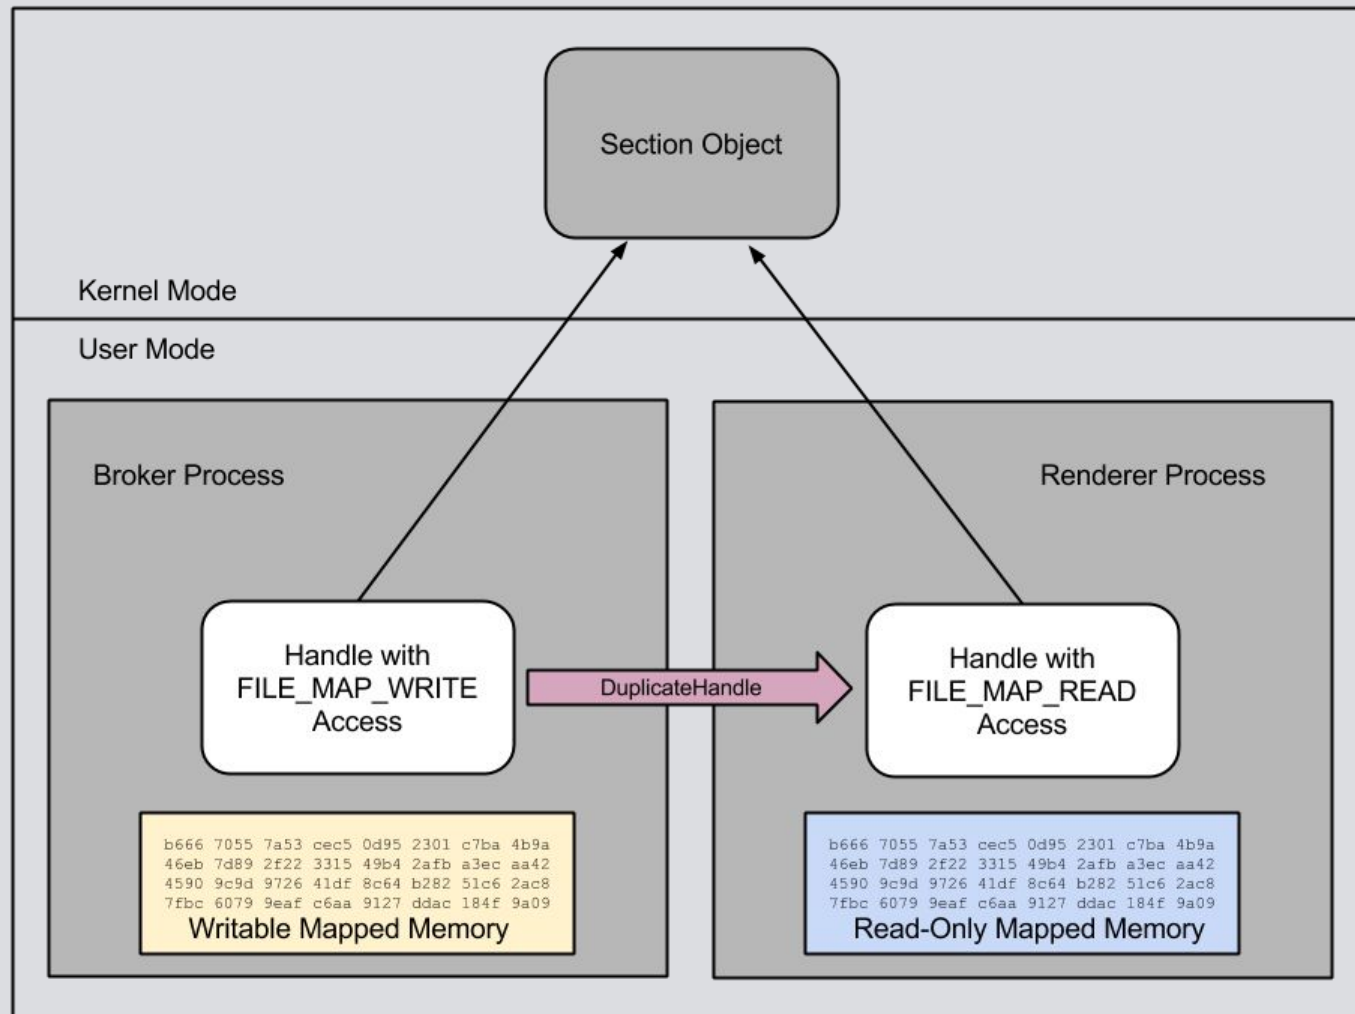 Section Object
Kernel Mode
User Mode
Broker Process
Renderer Process
Handle with
FILE_MAP_WRITE
Access
DuplicateHandle
Handle with
FILE_MAP_READ
Access
b666 7055 7a53 cec5 0d95 2301 c7ba 4b9a
46eb 7d89 2f22 3315 49b4 2afb a3ec aa42
4590 9c9d 9726 41df 8c64 b282 51c6 2ac8
7fbc 6079 9eaf c6aa 9127 ddac 184f 9a09
Writable Mapped Memory
b666 7055 7a53 cec5 0d95 2301 c7ba 4b9a
46eb 7d89 2f22 3315 49b4 2afb a3ec aa42
4590 9c9d 9726 41df 8c64 b282 51c6 2ac8
7fbc 6079 9eaf c6aa 9127 ddac 184f 9a09
Read-Only Mapped Memory